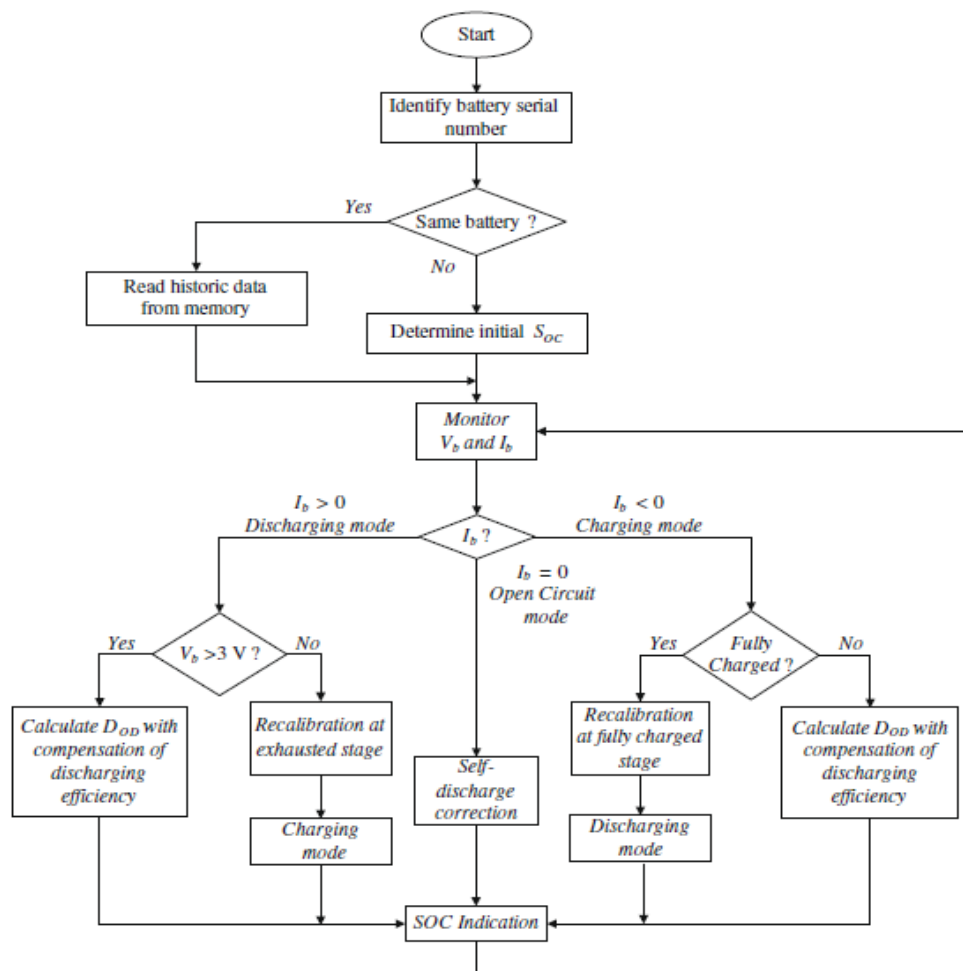 Start
Identify battery serial
number
Yes
Same battery ?
No
Read historic data
from memory
Determine initial S_OC
Monitor
V_b and I_b
I_b > 0
Discharging mode
I_b < 0
Charging mode
I_b ?
I_b = 0
Open Circuit
mode
Yes
V_b >3 V ?
No
Yes
Fully
Charged ?
No
Calculate D_OD with
compensation of
discharging
efficiency
Recalibration at
exhausted stage
Charging
mode
Self-
discharge
correction
Recalibration
at fully charged
stage
Discharging
mode
Calculate D_OD with
compensation of
discharging
efficiency
SOC Indication